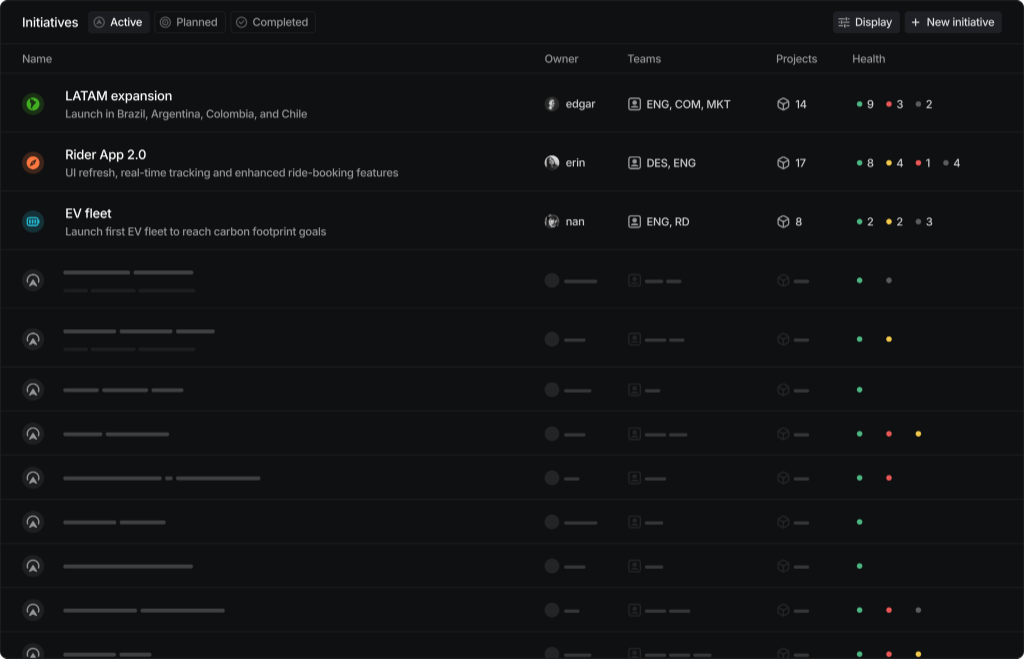 Initiatives Active Planned Completed Display + New initiative
Name Owner Teams Projects Health
LATAM expansion
Launch in Brazil, Argentina, Colombia, and Chile
edgar ENG, COM, MKT 14 9 3 2
Rider App 2.0
UI refresh, real-time tracking and enhanced ride-booking features
erin DES, ENG 17 8 4 1 4
EV fleet
Launch first EV fleet to reach carbon footprint goals
nan ENG, RD 8 2 2 3